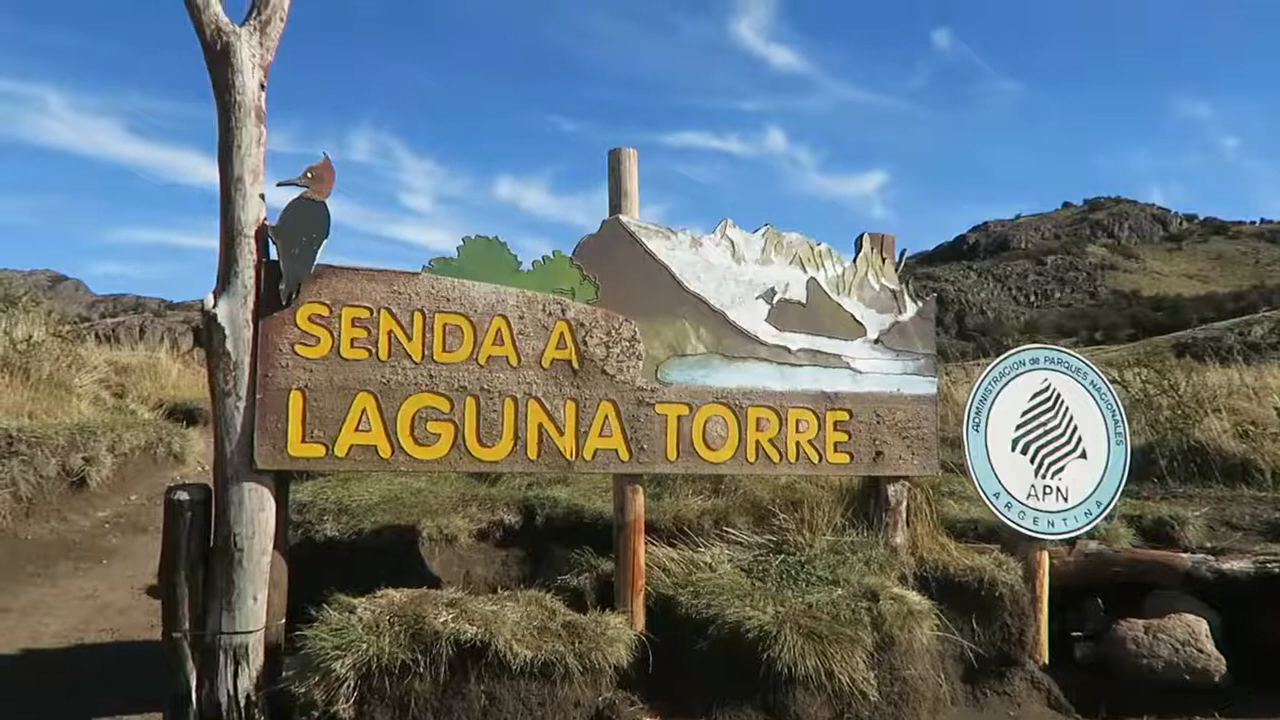 SENDA A
LAGUNA TORRE
ADMINISTRACION de PARQUES NACIONALES
APN
ARGENTINA